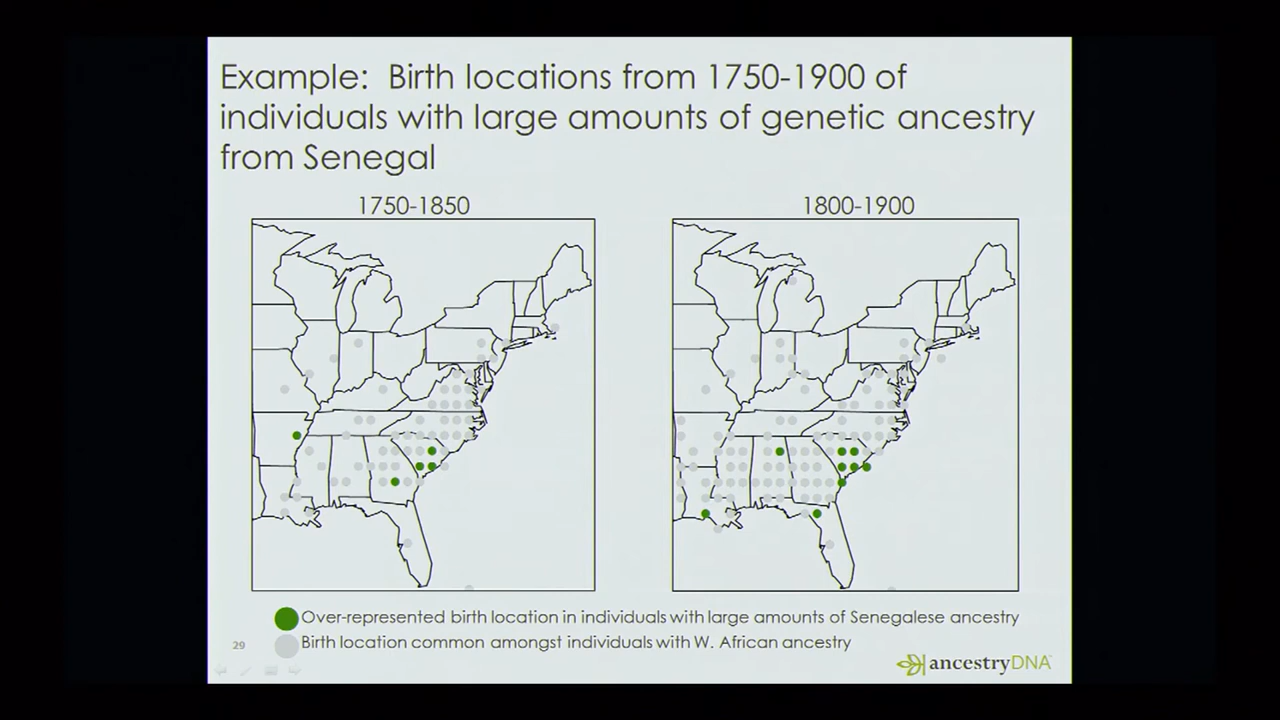 Example: Birth locations from 1750-1900 of
individuals with large amounts of genetic ancestry
from Senegal
1750-1850
1800-1900
Over-represented birth location in individuals with large amounts of Senegalese ancestry
Birth location common amongst individuals with W. African ancestry
29
ancestryDNA